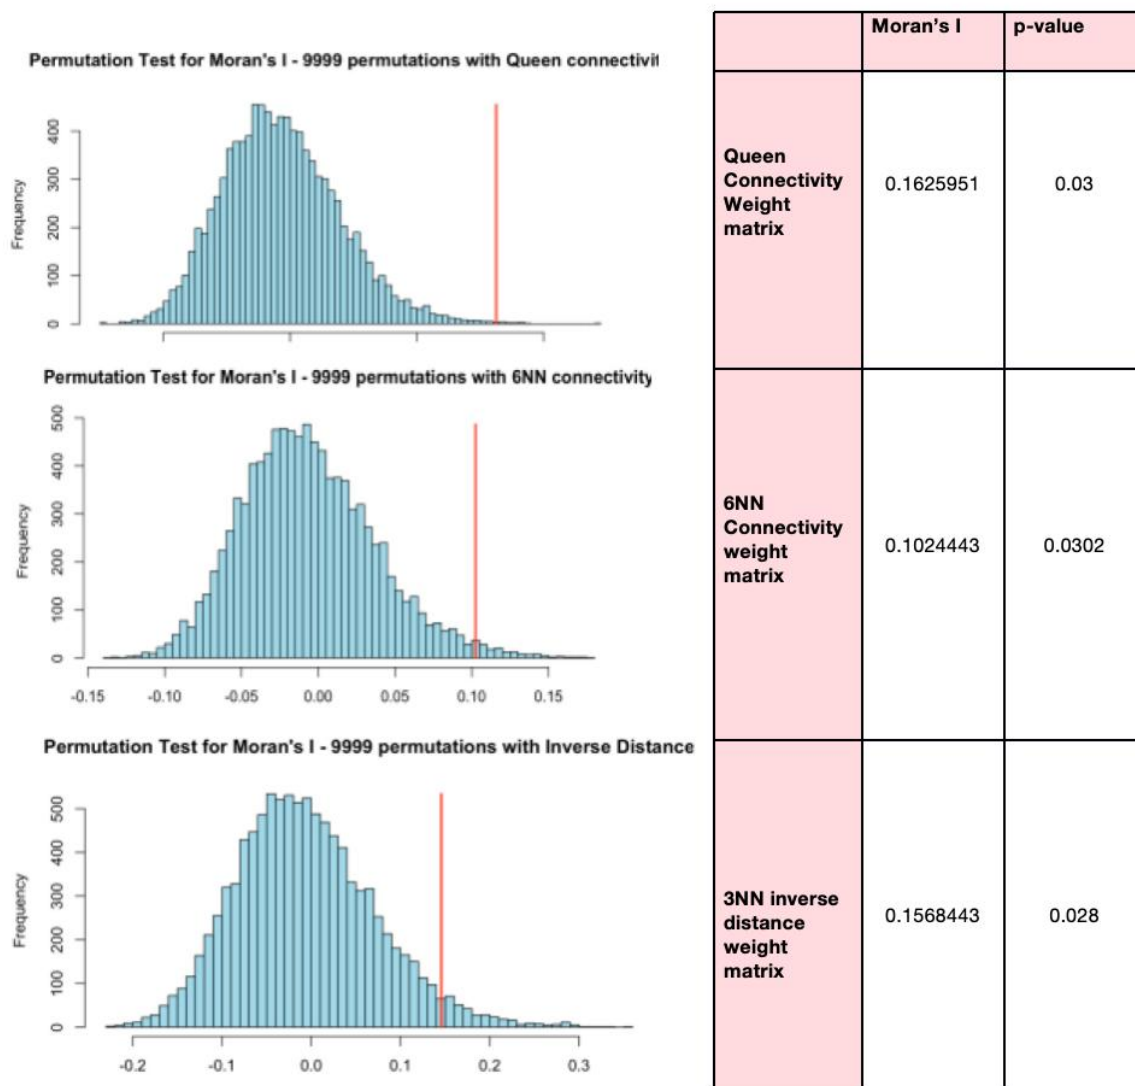 Permutation Test for Moran's I - 9999 permutations with Queen connectivit
Frequency
0
100
200
300
400
Permutation Test for Moran's I - 9999 permutations with 6NN connectivity
Frequency
0
100
200
300
400
500
-0.15
-0.10
-0.05
0.00
0.05
0.10
0.15
Permutation Test for Moran's I - 9999 permutations with Inverse Distance
Frequency
0
100
200
300
400
500
-0.2
-0.1
0.0
0.1
0.2
0.3
Moran's I p-value
Queen
Connectivity
Weight
matrix
0.1625951 0.03
6NN
Connectivity
weight
matrix
0.1024443 0.0302
3NN inverse
distance
weight
matrix
0.1568443 0.028